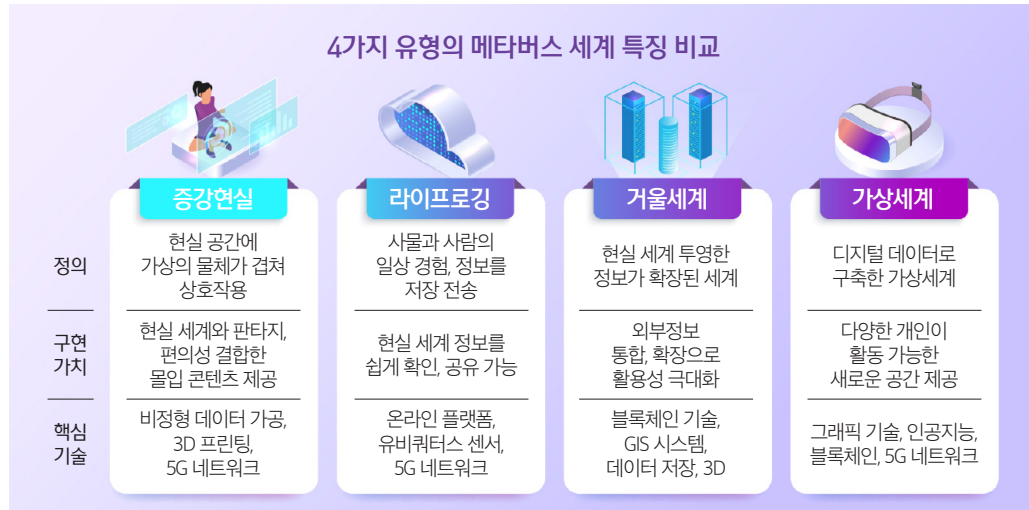 4가지 유형의 메타버스 세계 특징 비교
증강현실
라이프로깅
거울세계
가상세계
정의
현실 공간에
가상의 물체가 겹쳐
상호작용
사물과 사람의
일상 경험, 정보를
저장 전송
현실 세계 투영한
정보가 확장된 세계
디지털 데이터로
구축한 가상세계
구현
가치
현실 세계와 판타지,
편의성 결합한
몰입 콘텐츠 제공
현실 세계 정보를
쉽게 확인, 공유 가능
외부정보
통합, 확장으로
활용성 극대화
다양한 개인이
활동 가능한
새로운 공간 제공
핵심
기술
비정형 데이터 가공,
3D 프린팅,
5G 네트워크
온라인 플랫폼,
유비쿼터스 센서,
5G 네트워크
블록체인 기술,
GIS 시스템,
데이터 저장, 3D
그래픽 기술, 인공지능,
블록체인, 5G 네트워크